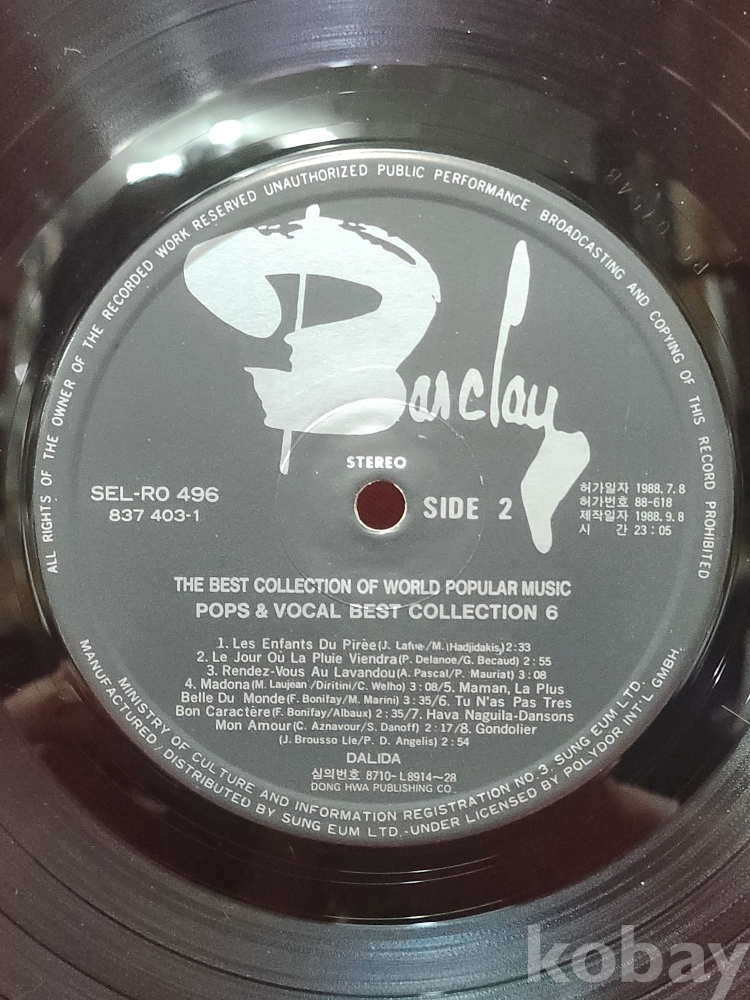 ALL RIGHTS OF THE OWNER OF THE RECORDED WORK RESERVED UNAUTHORIZED PUBLIC PERFORMANCE BROADCASTING AND COPYING OF THIS RECORD PROHIBITED
Barclay
STEREO
SEL-RO 496
837 403-1
SIDE 2
허가일자 1988.7.8
허가번호 88-618
제작일자 1988.9.8
시 간 23:05
THE BEST COLLECTION OF WORLD POPULAR MUSIC
POPS & VOCAL BEST COLLECTION 6
1. Les Enfants Du Pirèe(J. Lafue/M. Hadjidakis)2:33
2. Le Jour Où La Pluie Viendra(P. Delanoe/G. Becaud) 2:55
3. Rendez-Vous Au Lavandou(A. Pascal/P. Mauriat) 3:08
4. Madona(M. Laujean/Diritini/C. Welho) 3:08/5. Maman, La Plus
Belle Du Monde(F. Bonifay/M. Marini) 3:35/6. Tu N'as Pas Tres
Bon Caractère(F. Bonifay/Albaux) 2:35/7. Hava Naguila-Dansons
Mon Amour(C. Aznavour/S. Danoff) 2:17/8. Gondolier
(J. Brousso Lle/P. D. Angelis) 2:54
DALIDA
심의번호 8710-L8914~28
DONG HWA PUBLISHING CO.
MINISTRY OF CULTURE AND INFORMATION REGISTRATION NO. 3. SUNG EUM LTD.
MANUFACTURED/DISTRIBUTED BY SUNG EUM LTD.-UNDER LICENSED BY POLYDOR INT'L GMBH.
kobay